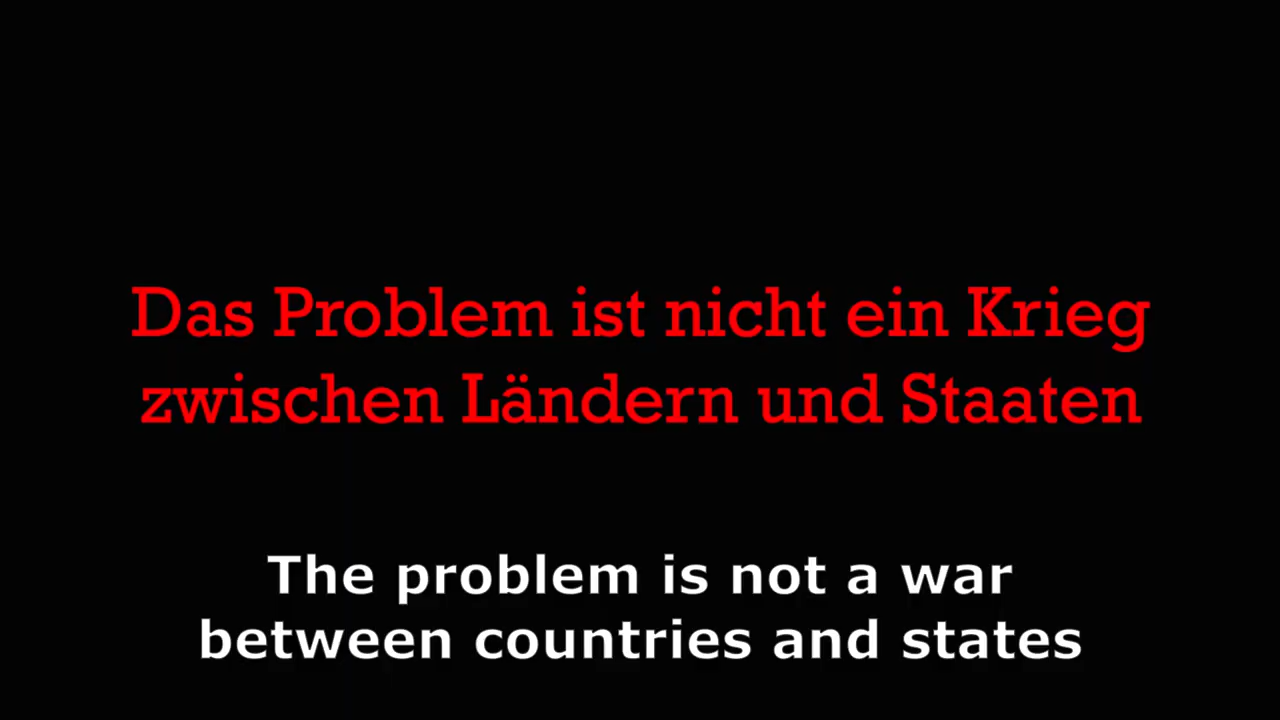 Das Problem ist nicht ein Krieg
zwischen Ländern und Staaten
The problem is not a war
between countries and states